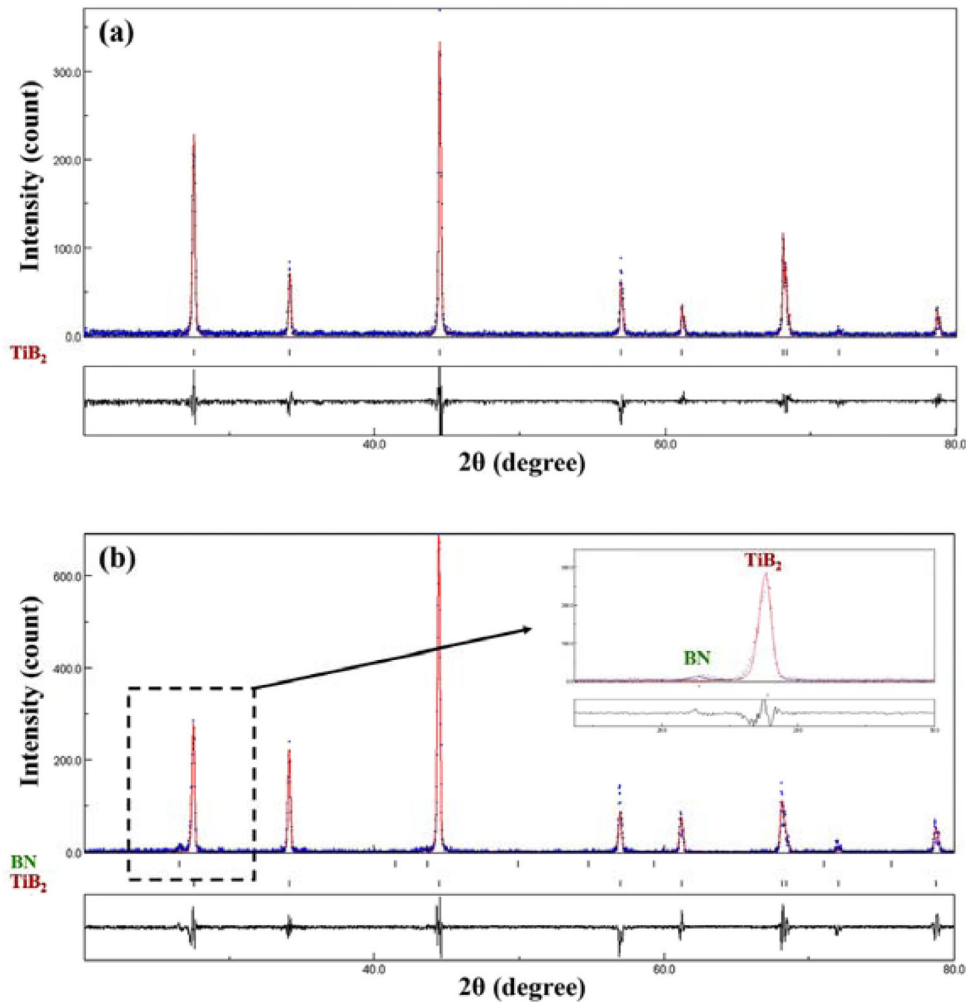 (a)
Intensity (count)
300.0
200.0
100.0
0.0
TiB₂
40.0
60.0
80.0
2θ (degree)
(b)
Intensity (count)
600.0
400.0
200.0
0.0
TiB₂
BN
BN
TiB₂
40.0
60.0
80.0
2θ (degree)